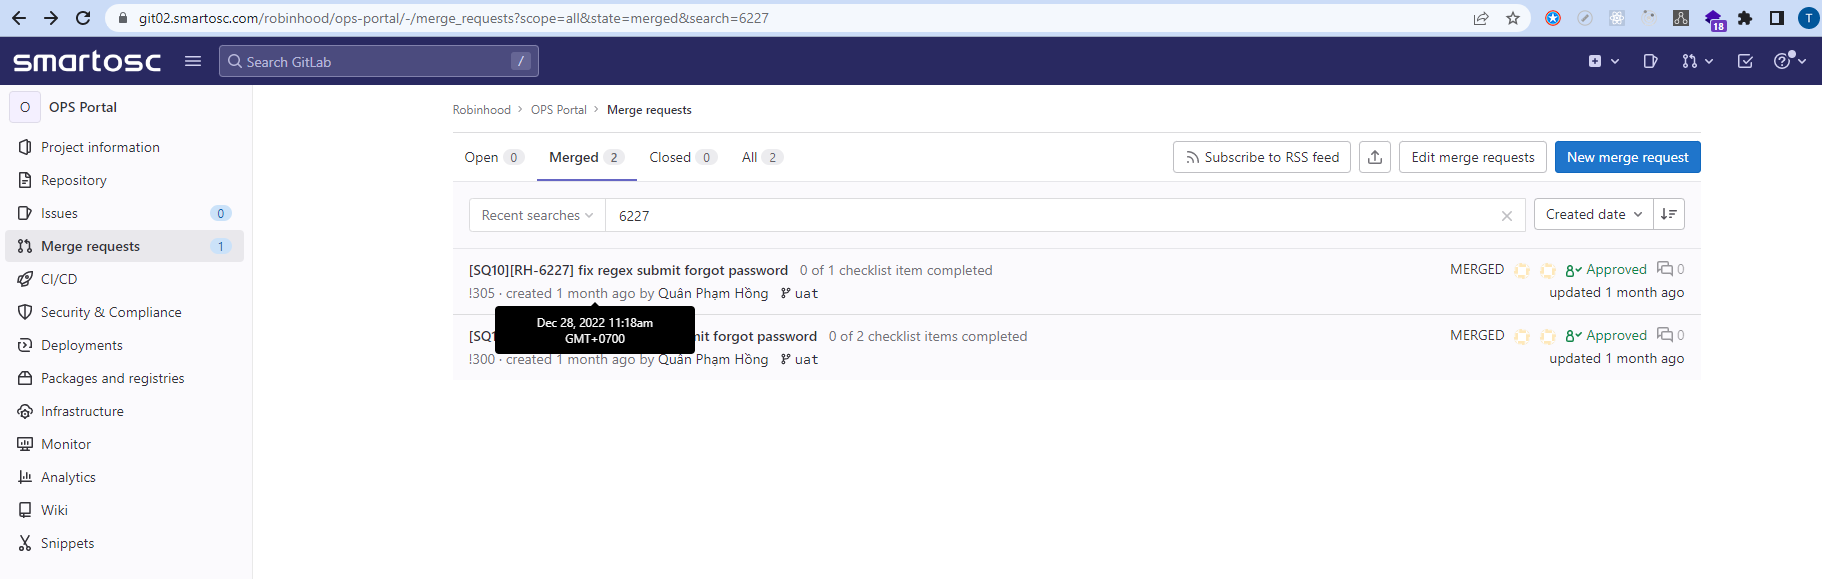 git02.smartosc.com/robinhood/ops-portal/-/merge_requests?scope=all&state=merged&search=6227
18
T
smartosc
Search GitLab /
O OPS Portal
Project information
Repository
Issues 0
Merge requests 1
CI/CD
Security & Compliance
Deployments
Packages and registries
Infrastructure
Monitor
Analytics
Wiki
Snippets
Robinhood > OPS Portal > Merge requests
Open 0 Merged 2 Closed 0 All 2
Subscribe to RSS feed
Edit merge requests
New merge request
Recent searches
6227
Created date
[SQ10][RH-6227] fix regex submit forgot password 0 of 1 checklist item completed
MERGED Approved 0
!305 · created 1 month ago by Quân Phạm Hồng uat
updated 1 month ago
Dec 28, 2022 11:18am
GMT+0700
forgot password 0 of 2 checklist items completed
MERGED Approved 0
!300 · created 1 month ago by Quân Phạm Hồng uat
updated 1 month ago